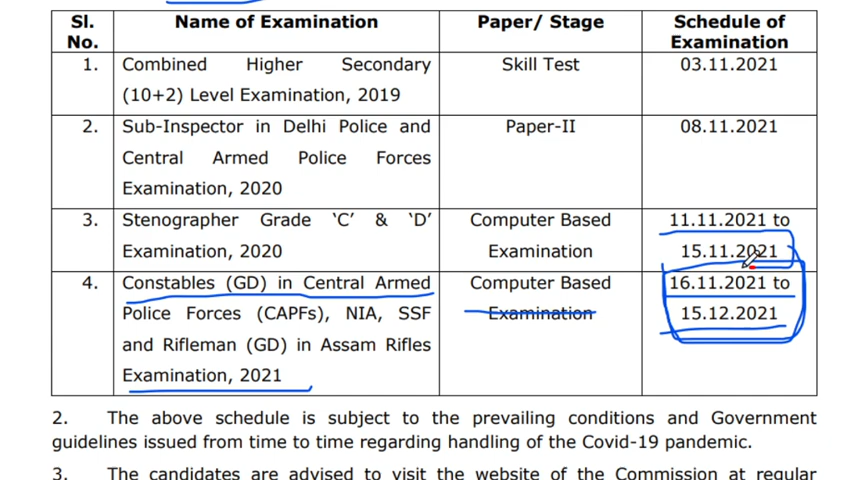 Sl. No.
Name of Examination
Paper/ Stage
Schedule of Examination
1.
Combined Higher Secondary
(10+2) Level Examination, 2019
Skill Test
03.11.2021
2.
Sub-Inspector in Delhi Police and
Central Armed Police Forces
Examination, 2020
Paper-II
08.11.2021
3.
Stenographer Grade ‘C’ & ‘D’
Examination, 2020
Computer Based
Examination
11.11.2021 to
15.11.2021
4.
Constables (GD) in Central Armed
Police Forces (CAPFs), NIA, SSF
and Rifleman (GD) in Assam Rifles
Examination, 2021
Computer Based
Examination
16.11.2021 to
15.12.2021
2. The above schedule is subject to the prevailing conditions and Government
guidelines issued from time to time regarding handling of the Covid-19 pandemic.
3. The candidates are advised to visit the website of the Commission at regular